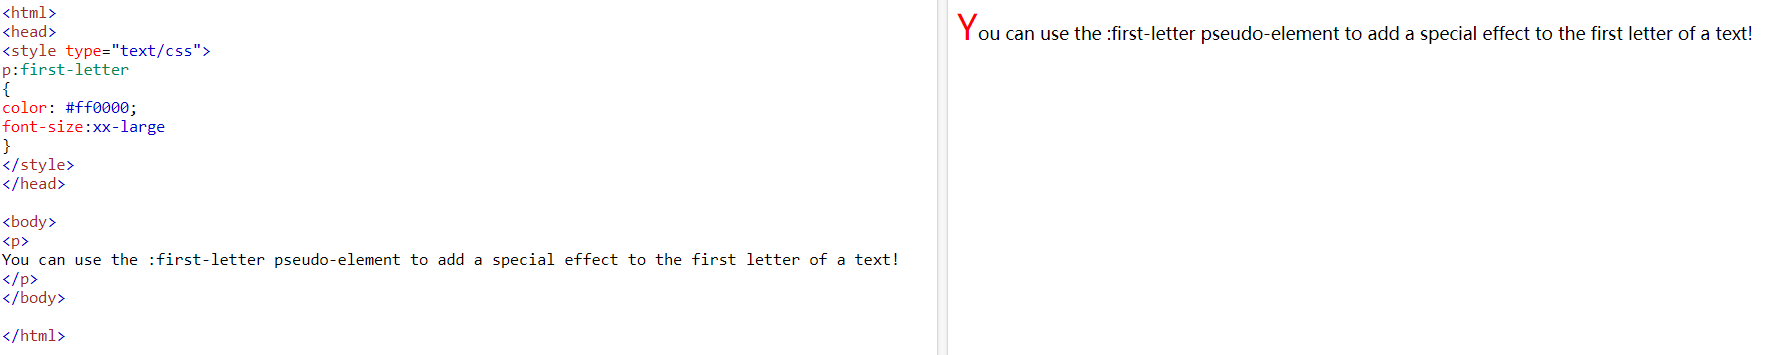 <html>
<head>
<style type="text/css">
p:first-letter
{
color: #ff0000;
font-size:xx-large
}
</style>
</head>
<body>
<p>
You can use the :first-letter pseudo-element to add a special effect to the first letter of a text!
</p>
</body>
</html>
You can use the :first-letter pseudo-element to add a special effect to the first letter of a text!